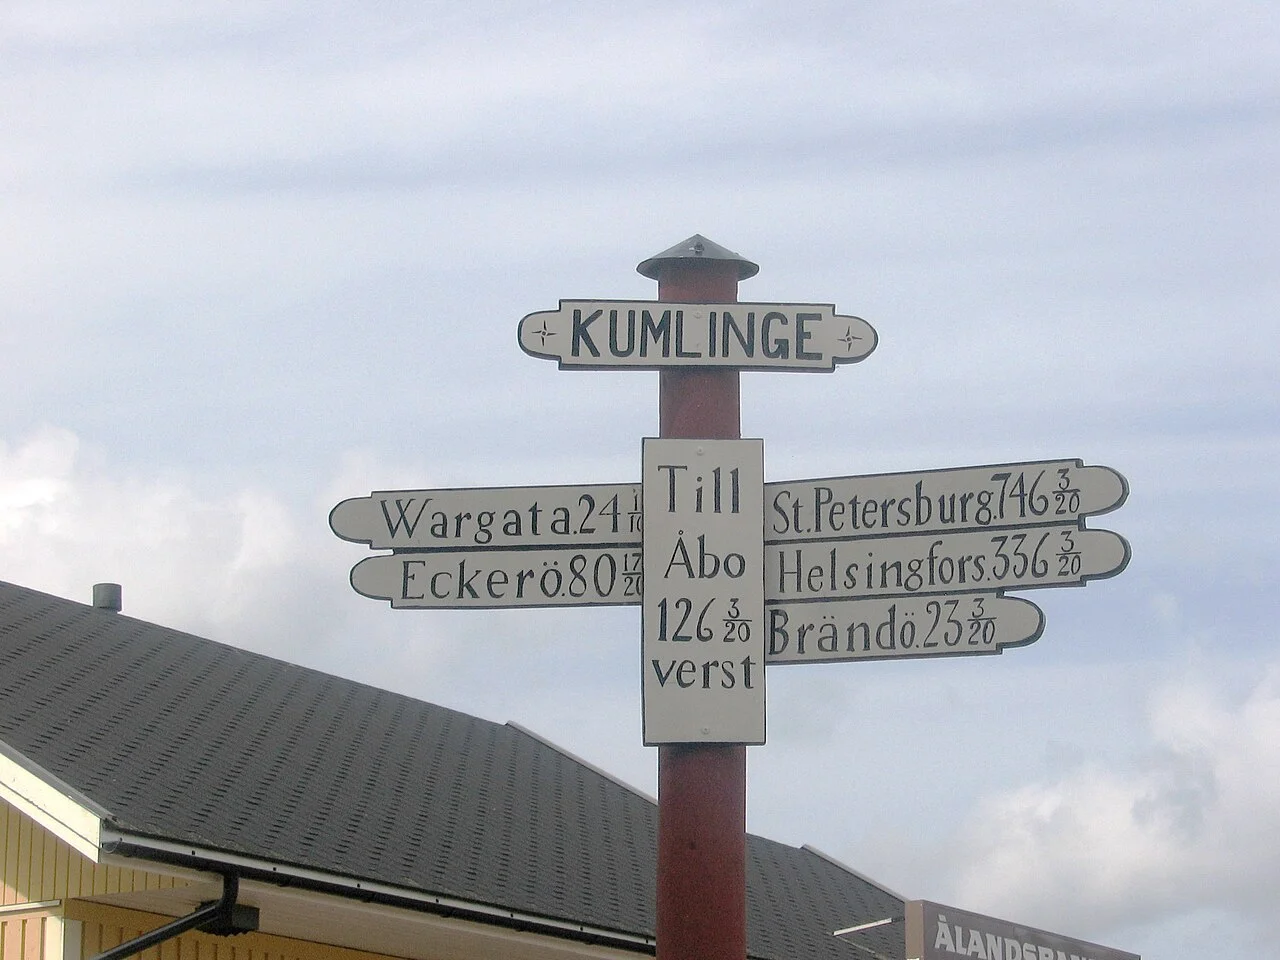 KUMLINGE
Wargata.24 1/10
Eckerö.80 17/20
Till
Åbo
126 3/20
verst
St.Petersburg.746 3/20
Helsingfors.336 3/20
Brändö.23 3/20